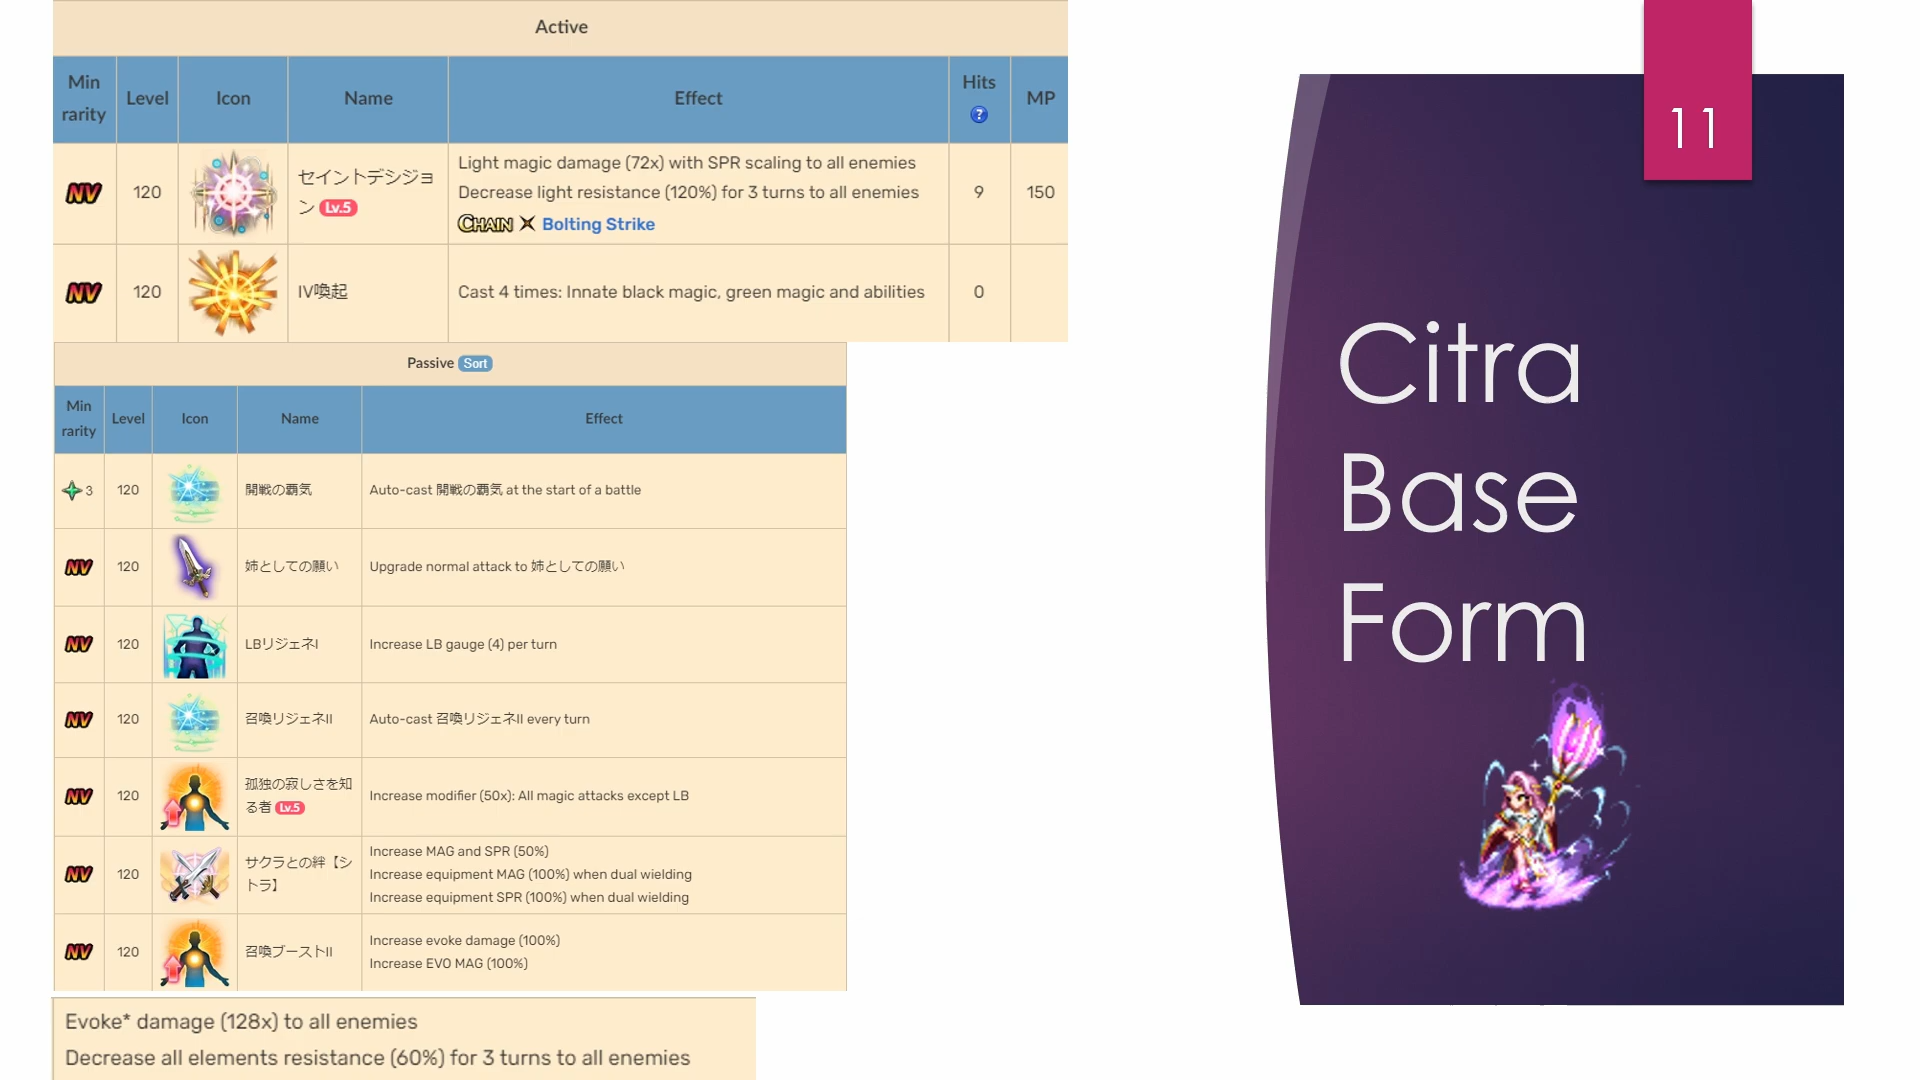 Active
Min rarity Level Icon Name Effect Hits ? MP
NV 120 セイントデシジョン Lv.5 Light magic damage (72x) with SPR scaling to all enemies 9 150
Decrease light resistance (120%) for 3 turns to all enemies
CHAIN Bolting Strike
NV 120 IV喚起 Cast 4 times: Innate black magic, green magic and abilities 0
Passive Sort
Min rarity Level Icon Name Effect
3 120 開戦の覇気 Auto-cast 開戦の覇気 at the start of a battle
NV 120 姉としての願い Upgrade normal attack to 姉としての願い
NV 120 LBリジェネI Increase LB gauge (4) per turn
NV 120 召喚リジェネII Auto-cast 召喚リジェネII every turn
NV 120 孤独の寂しさを知る者 Lv.5 Increase modifier (50x): All magic attacks except LB
NV 120 サクラとの絆【シトラ】 Increase MAG and SPR (50%)
Increase equipment MAG (100%) when dual wielding
Increase equipment SPR (100%) when dual wielding
NV 120 召喚ブーストII Increase evoke damage (100%)
Increase EVO MAG (100%)
Evoke* damage (128x) to all enemies
Decrease all elements resistance (60%) for 3 turns to all enemies
11
Citra
Base
Form